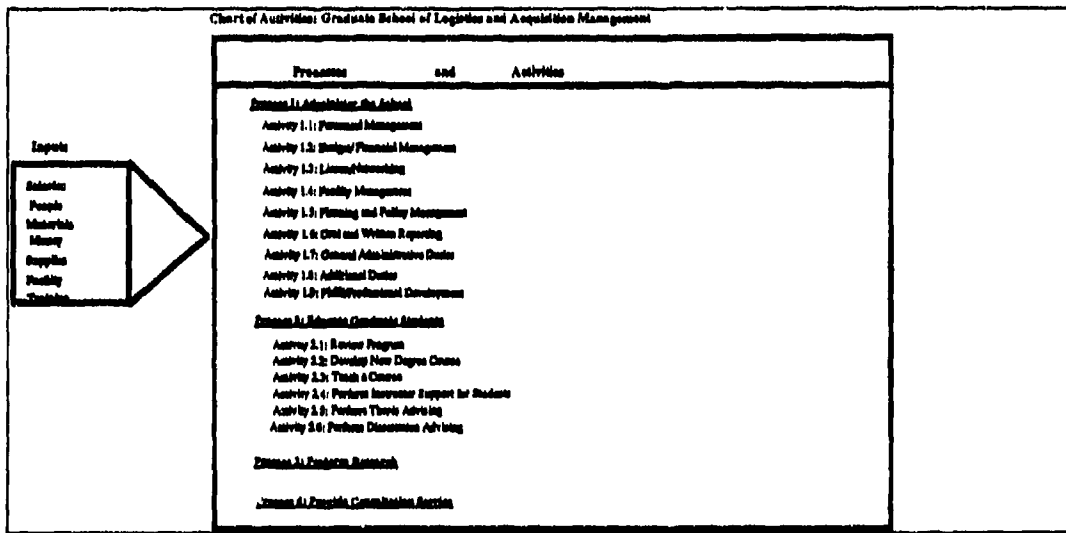 Chart of Activities: Graduate School of Logistics and Acquisition Management
Processes and Activities
Process 1: Administer the School
Activity 1.1: Personnel Management
Activity 1.2: Budget/Financial Management
Activity 1.3: Liaison/Networking
Activity 1.4: Facility Management
Activity 1.5: Planning and Policy Management
Activity 1.6: Oral and Written Reporting
Activity 1.7: General Administrative Duties
Activity 1.8: Additional Duties
Activity 1.9: Professional Development
Inputs
Salaries
People
Materials
Money
Supplies
Facility
Training
Process 2: Educate Graduate Students
Activity 2.1: Review Program
Activity 2.2: Develop New Degree Course
Activity 2.3: Teach a Course
Activity 2.4: Perform Instructor Support for Students
Activity 2.5: Perform Thesis Advising
Activity 2.6: Perform Dissertation Advising
Process 3: Perform Research
Process 4: Provide Consultation Service